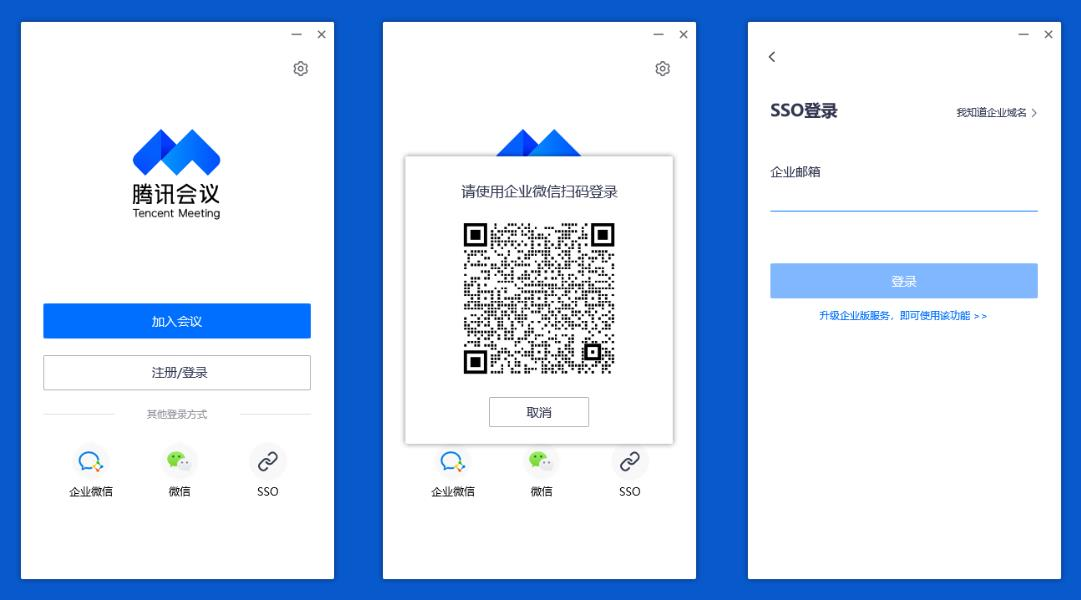 腾讯会议
Tencent Meeting
加入会议
注册/登录
其他登录方式
企业微信
微信
SSO
请使用企业微信扫码登录
取消
企业微信
微信
SSO
SSO登录
我知道企业域名 >
企业邮箱
登录
升级企业版服务，即可使用该功能 >>